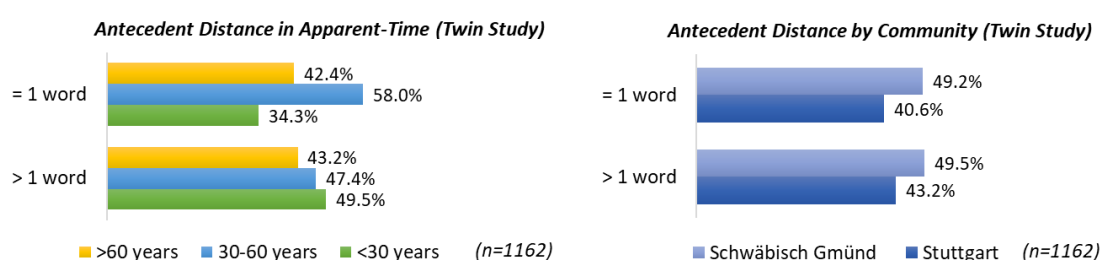 Antecedent Distance in Apparent-Time (Twin Study)
= 1 word
42.4%
58.0%
34.3%
> 1 word
43.2%
47.4%
49.5%
>60 years 30-60 years <30 years (n=1162)
Antecedent Distance by Community (Twin Study)
= 1 word
49.2%
40.6%
> 1 word
49.5%
43.2%
Schwäbisch Gmünd Stuttgart (n=1162)